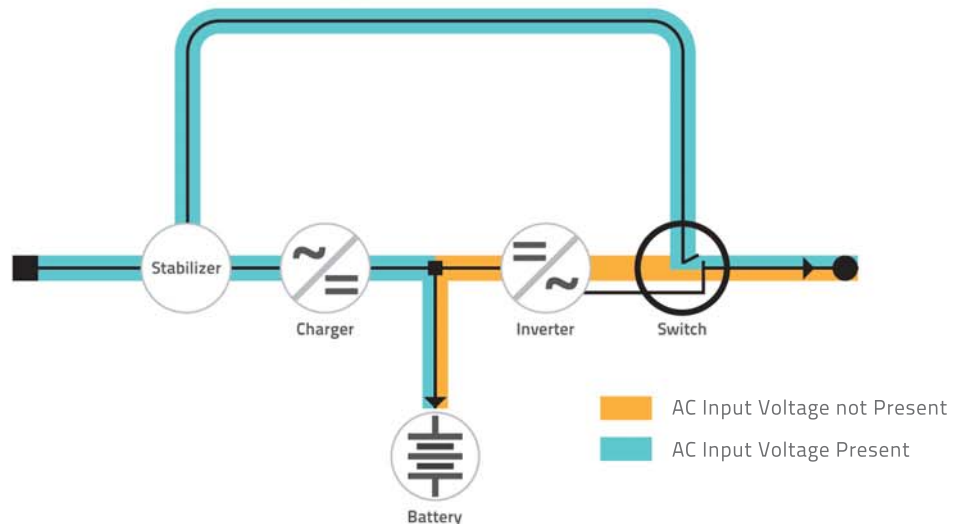 Stabilizer
Charger
Inverter
Switch
AC Input Voltage not Present
AC Input Voltage Present
Battery